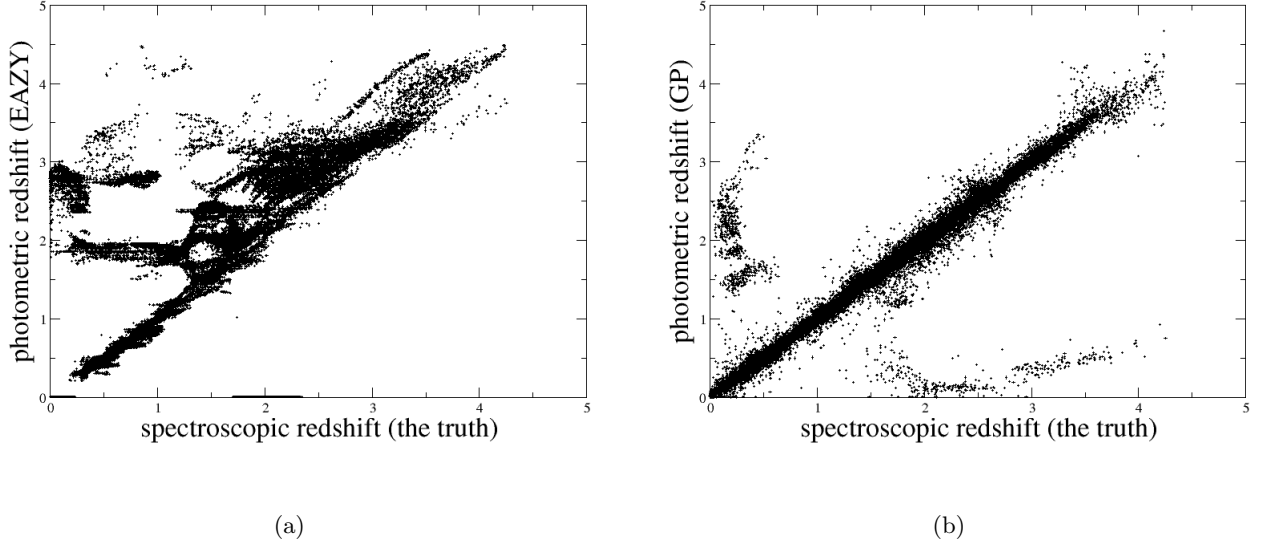 5
4
3
2
1
0
0 1 2 3 4 5
photometric redshift (EAZY)
spectroscopic redshift (the truth)
(a)
5
4
3
2
1
0
0 1 2 3 4 5
photometric redshift (GP)
spectroscopic redshift (the truth)
(b)